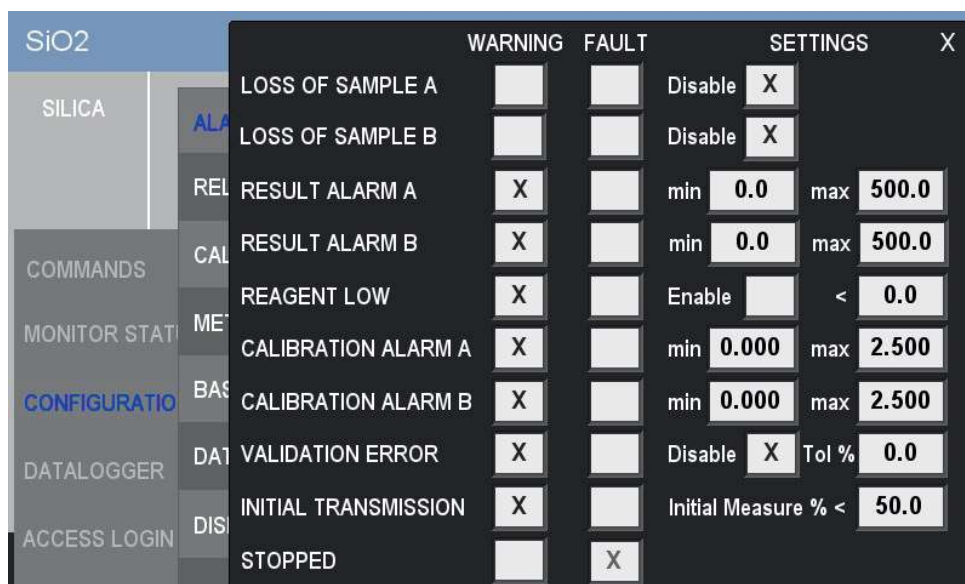 SiO2
WARNING FAULT SETTINGS X
LOSS OF SAMPLE A Disable X
SILICA
ALA
LOSS OF SAMPLE B Disable X
REL
RESULT ALARM A X min 0.0 max 500.0
CAL
RESULT ALARM B X min 0.0 max 500.0
COMMANDS
REAGENT LOW X Enable < 0.0
MONITOR STAT
MET
CALIBRATION ALARM A X min 0.000 max 2.500
CONFIGURATIO
BAS
CALIBRATION ALARM B X min 0.000 max 2.500
DATALOGGER
DAT
VALIDATION ERROR X Disable X Tol % 0.0
INITIAL TRANSMISSION X Initial Measure % < 50.0
ACCESS LOGIN
DIS
STOPPED X